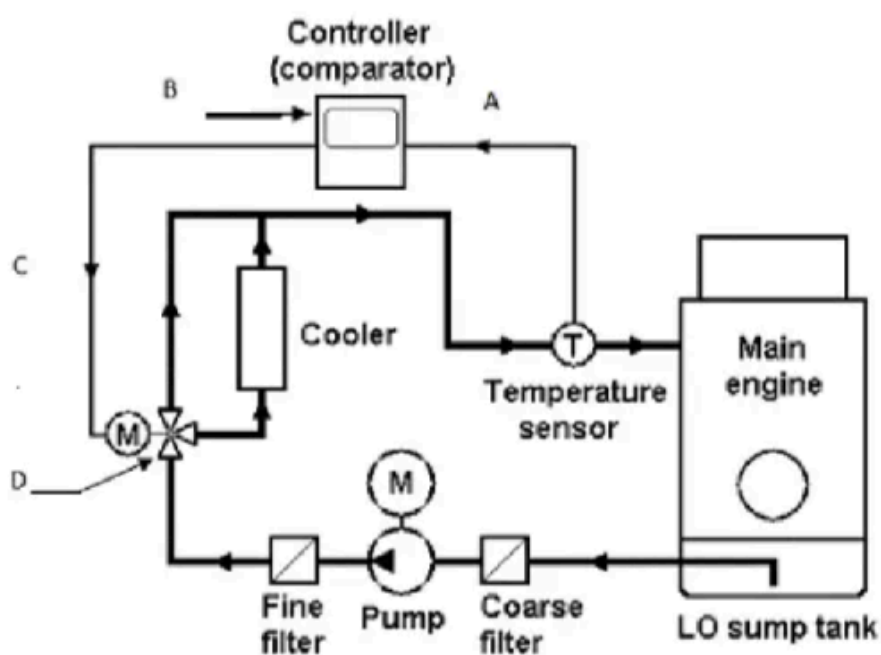 Controller
(comparator)
B
A
C
Cooler
T
Temperature
sensor
Main
engine
M
D
M
Fine
filter
Pump
Coarse
filter
LO sump tank